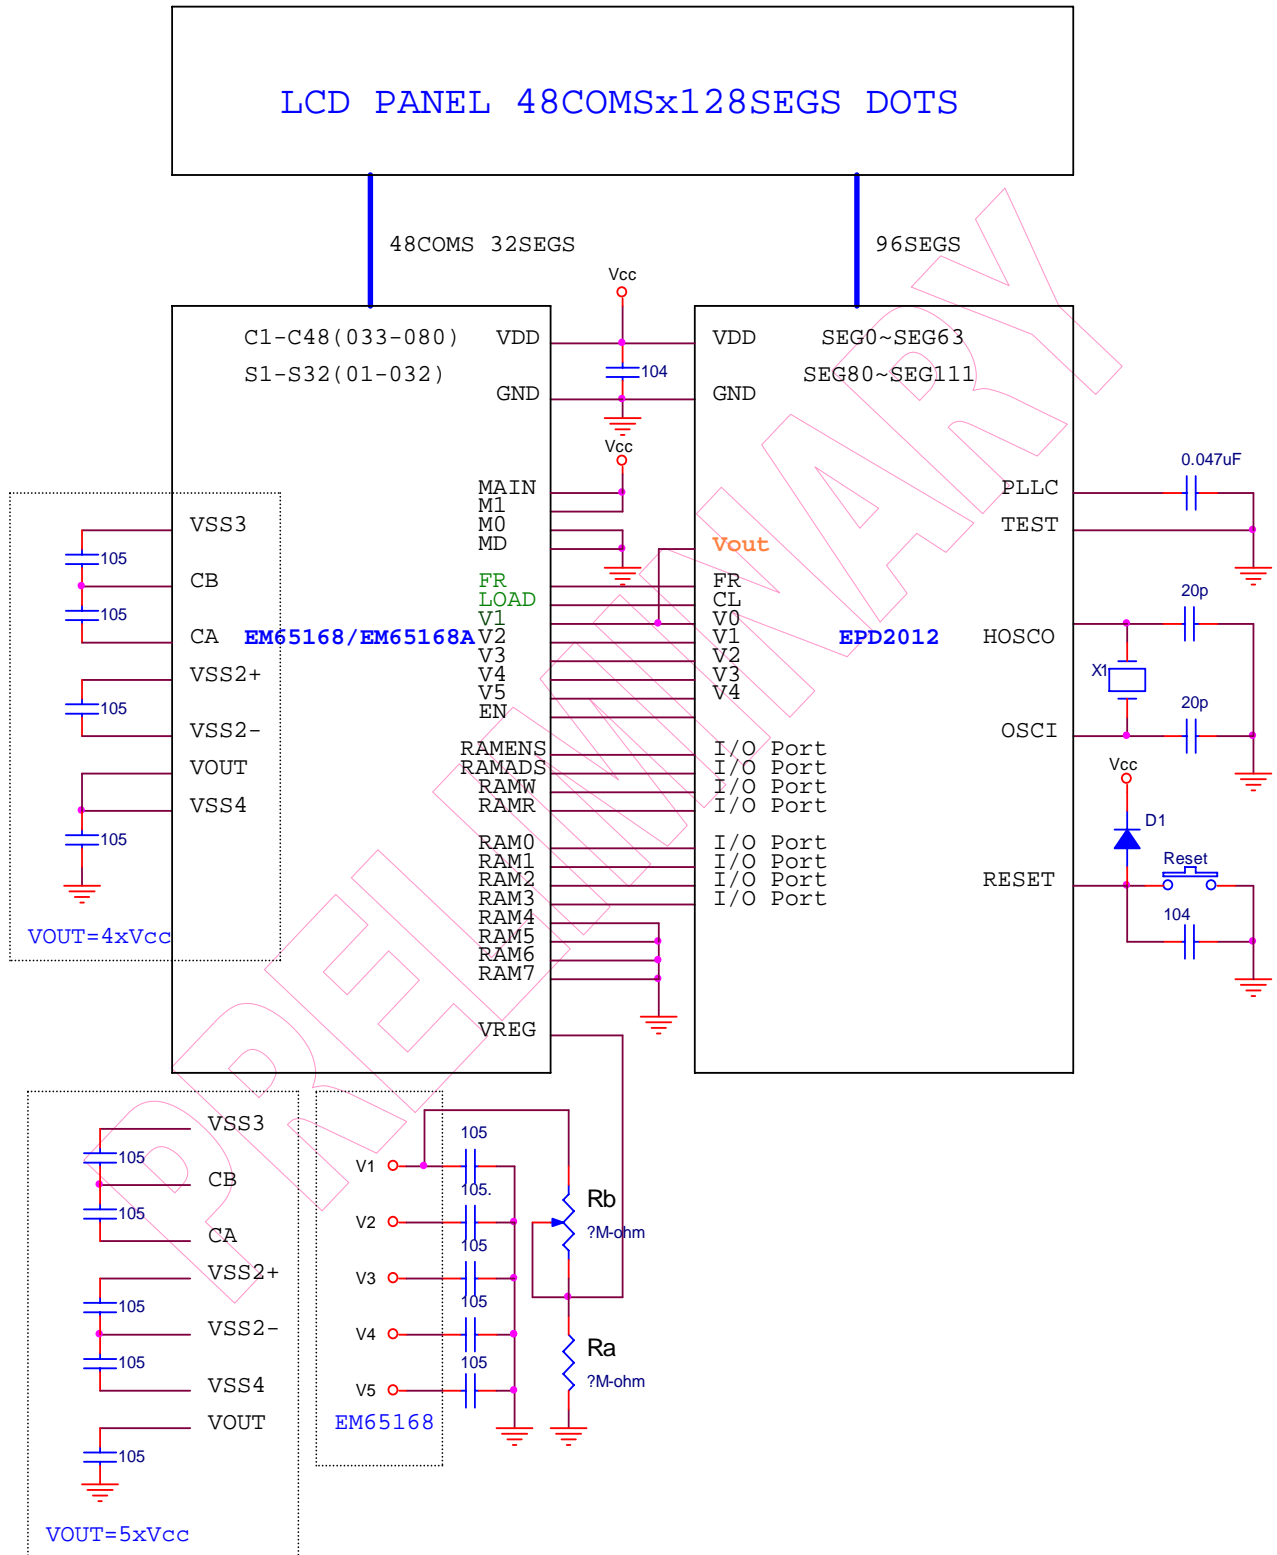 LCD PANEL 48COMSx128SEGS DOTS
48COMS 32SEGS
96SEGS
Vcc
C1-C48(033-080)
S1-S32(01-032)
VDD
GND
104
VDD
GND
SEG0~SEG63
SEG80~SEG111
Vcc
MAIN
M1
M0
MD
FR
LOAD
V1
V2
V3
V4
V5
EN
RAMENS
RAMADS
RAMW
RAMR
RAM0
RAM1
RAM2
RAM3
RAM4
RAM5
RAM6
RAM7
VREG
EM65168/EM65168A
VSS3
CB
CA
VSS2+
VSS2-
VOUT
VSS4
105
105
105
105
VOUT=4xVcc
Vout
FR
CL
V0
V1
V2
V3
V4
I/O Port
I/O Port
I/O Port
I/O Port
I/O Port
I/O Port
I/O Port
I/O Port
EPD2012
PLLC
TEST
HOSCO
OSCI
RESET
0.047uF
20p
X1
20p
Vcc
D1
Reset
104
PRELIMINARY
VSS3
CB
CA
VSS2+
VSS2-
VSS4
VOUT
105
105
105
105
105
VOUT=5xVcc
V1
V2
V3
V4
V5
105
105.
105
105
105
EM65168
Rb
?M-ohm
Ra
?M-ohm